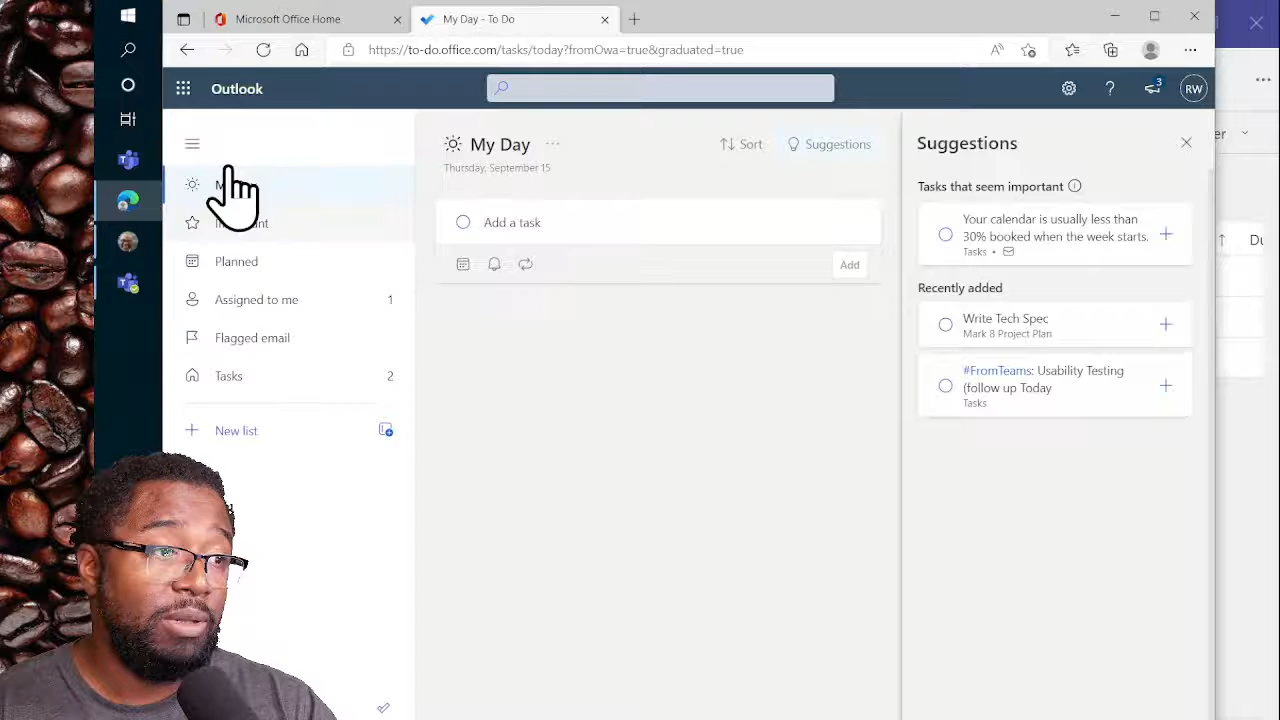 Microsoft Office Home
My Day - To Do
https://to-do.office.com/tasks/today?fromOwa=true&graduated=true
Outlook
3
RW
My Day
Sort
Suggestions
Thursday, September 15
Add a task
Add
Planned
Assigned to me 1
Flagged email
Tasks 2
New list
Suggestions
Tasks that seem important
Your calendar is usually less than
30% booked when the week starts.
Tasks •
Recently added
Write Tech Spec
Mark 8 Project Plan
#FromTeams: Usability Testing
(follow up Today
Tasks
er
Du